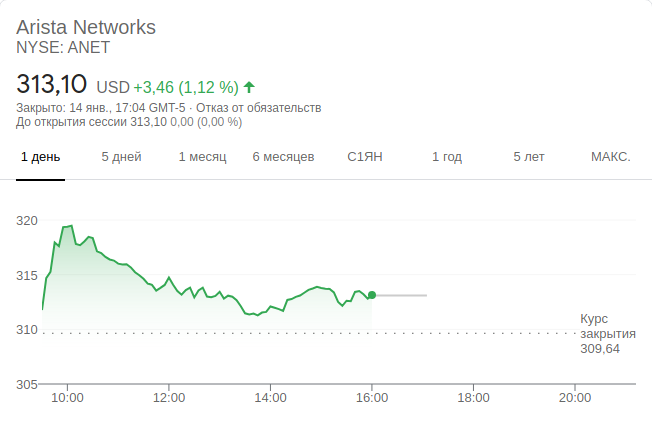 Arista Networks
NYSE: ANET
313,10 USD +3,46 (1,12 %)
Закрыто: 14 янв., 17:04 GMT-5 · Отказ от обязательств
До открытия сессии 313,10 0,00 (0,00 %)
1 день 5 дней 1 месяц 6 месяцев С1ЯН 1 год 5 лет МАКС.
320
315
310
Курс
закрытия
309,64
305
10:00 12:00 14:00 16:00 18:00 20:00